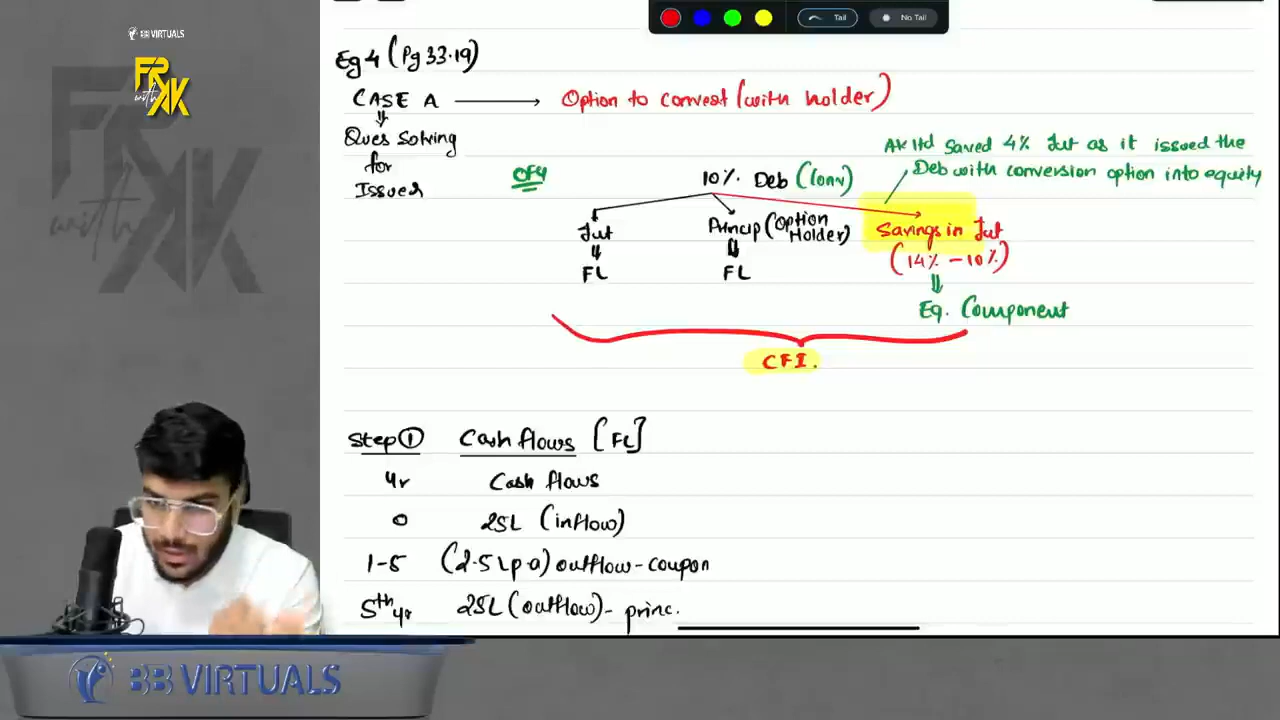 Tail
No Tail
BB VIRTUALS
FR
with
AK
Eg 4 (Pg 33.19)
CASE A
Option to convert (with holder)
Ques Solving
for
Issuer
AK ltd Saved 4% Int as it issued the
Deb with conversion option into equity
10% Deb (Conv)
Int
Princip (Option
Holder)
Savings in Int
(14% - 10%)
FL
FL
Eq. Component
CFI.
Step ① Cash flows [FL]
Yr Cash flows
0 25L (inflow)
1-5 (2.5L p.a) outflow - coupon
5th yr 25L (outflow) - princ.
BB VIRTUALS